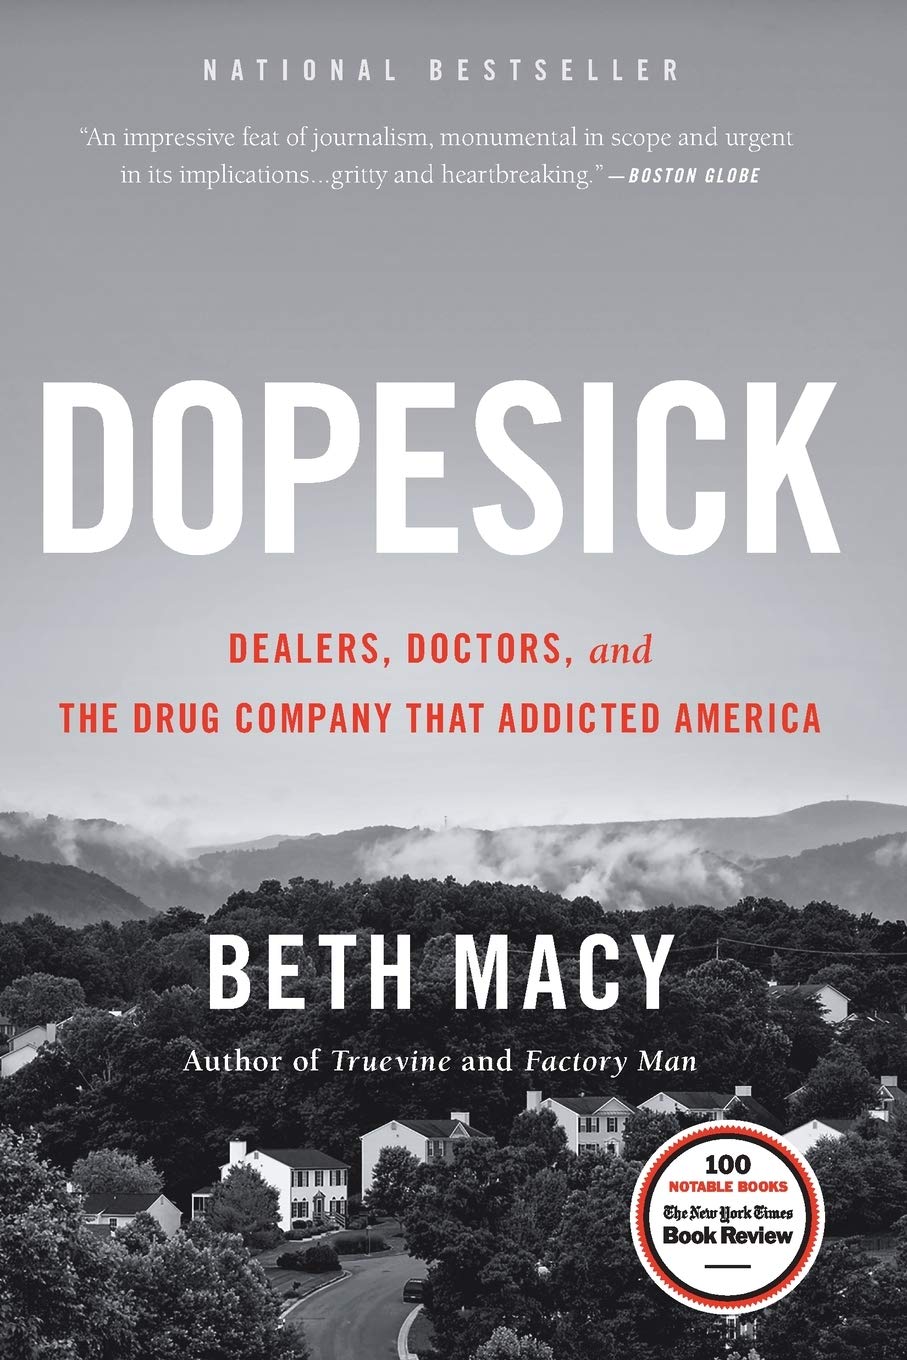 NATIONAL BESTSELLER
“An impressive feat of journalism, monumental in scope and urgent
in its implications...gritty and heartbreaking.” —BOSTON GLOBE
DOPESICK
DEALERS, DOCTORS, and
THE DRUG COMPANY THAT ADDICTED AMERICA
BETH MACY
Author of Truevine and Factory Man
100
NOTABLE BOOKS
The New York Times
Book Review